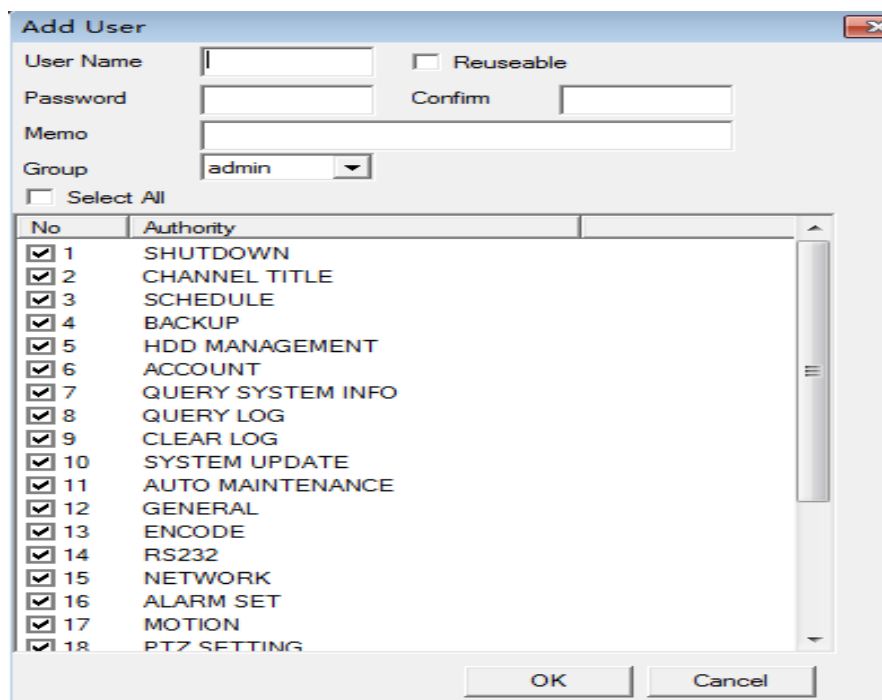 Add User
User Name
Reuseable
Password
Confirm
Memo
Group
admin
Select All
No Authority
1 SHUTDOWN
2 CHANNEL TITLE
3 SCHEDULE
4 BACKUP
5 HDD MANAGEMENT
6 ACCOUNT
7 QUERY SYSTEM INFO
8 QUERY LOG
9 CLEAR LOG
10 SYSTEM UPDATE
11 AUTO MAINTENANCE
12 GENERAL
13 ENCODE
14 RS232
15 NETWORK
16 ALARM SET
17 MOTION
18 PTZ SETTING
OK Cancel